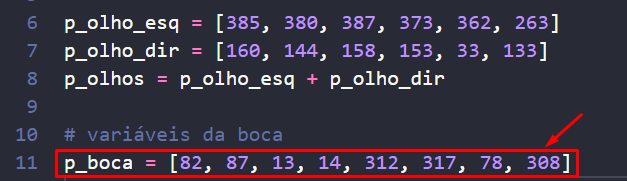 6 p_olho_esq = [385, 380, 387, 373, 362, 263]
7 p_olho_dir = [160, 144, 158, 153, 33, 133]
8 p_olhos = p_olho_esq + p_olho_dir
9
10 # variáveis da boca
11 p_boca = [82, 87, 13, 14, 312, 317, 78, 308]